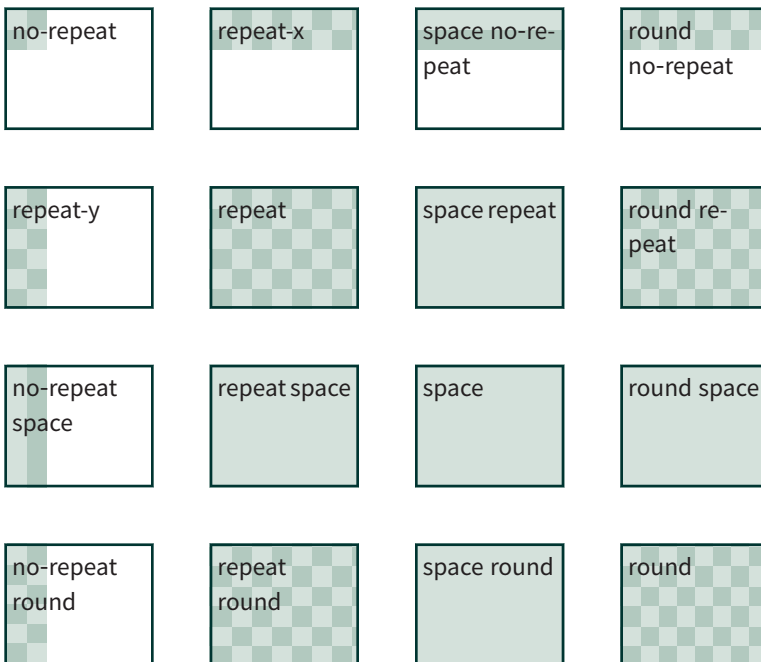 no-repeat
repeat-x
space no-re-
peat
round
no-repeat
repeat-y
repeat
space repeat
round re-
peat
no-repeat
space
repeat space
space
round space
no-repeat
round
repeat
round
space round
round